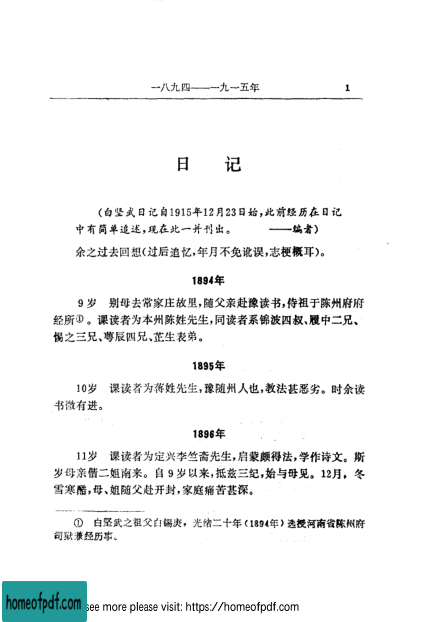 一八九四——一九一五年 1
日 记
(白坚武日记自1915年12月23日始,此前经历在日记
中有简单追述,现在此一并刊出。 ——编者)
余之过去回想(过后追忆,年月不免讹误,志梗概耳)。
1894年
9岁 别母去常家庄故里,随父亲赴豫读书,侍祖于陈州府府
经所①。课读者为本州陈姓先生,同读者系锦波四叔、履中二兄、
惕之三兄、萼辰四兄、芷生表弟。
1895年
10岁 课读者为蒋姓先生,豫随州人也,教法甚恶劣。时余读
书微有进。
1896年
11岁 课读者为定兴李竺斋先生,启蒙颇得法,学作诗文。斯
岁母亲偕二姐南来。自9岁以来,抵兹三纪,始与母见。12月,冬
雪寒酷,母、姐随父赴开封,家庭痛苦甚深。
① 白坚武之祖父白锡庚,光绪二十年(1894年)选授河南省陈州府
司狱兼经历事。
homeofpdf.com
see more please visit: https://homeofpdf.com